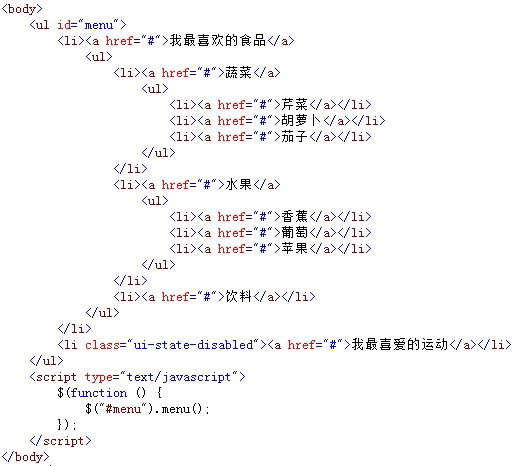 <body>
    <ul id="menu">
        <li><a href="#">我最喜欢的食品</a>
            <ul>
                <li><a href="#">蔬菜</a>
                    <ul>
                        <li><a href="#">芹菜</a></li>
                        <li><a href="#">胡萝卜</a></li>
                        <li><a href="#">茄子</a></li>
                    </ul>
                </li>
                <li><a href="#">水果</a>
                    <ul>
                        <li><a href="#">香蕉</a></li>
                        <li><a href="#">葡萄</a></li>
                        <li><a href="#">苹果</a></li>
                    </ul>
                </li>
                <li><a href="#">饮料</a></li>
            </ul>
        </li>
        <li class="ui-state-disabled"><a href="#">我最喜爱的运动</a></li>
    </ul>
    <script type="text/javascript">
        $(function () {
            $("#menu").menu();
        });
    </script>
</body>